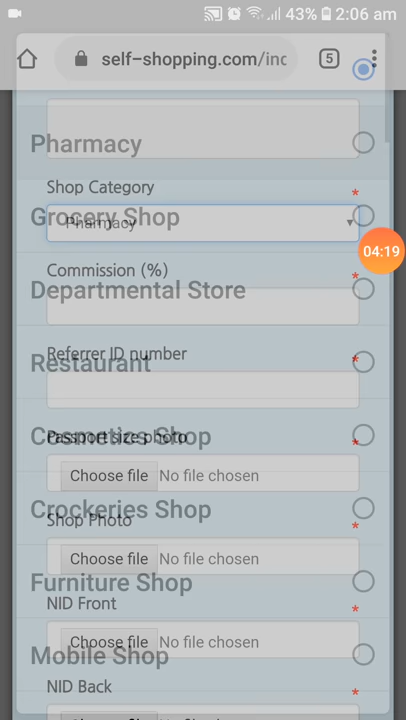 43% 2:06 am
self-shopping.com/inc
5
Pharmacy
Shop Category
*
Grocery Shop
Pharmacy
04:19
Commission (%)
*
Departmental Store
Referrer ID number
*
Restaurant
Passport size photo
*
Cosmetics Shop
Choose file No file chosen
Crockeries Shop
Shop Photo
*
Choose file No file chosen
Furniture Shop
NID Front
*
Choose file No file chosen
Mobile Shop
NID Back
*